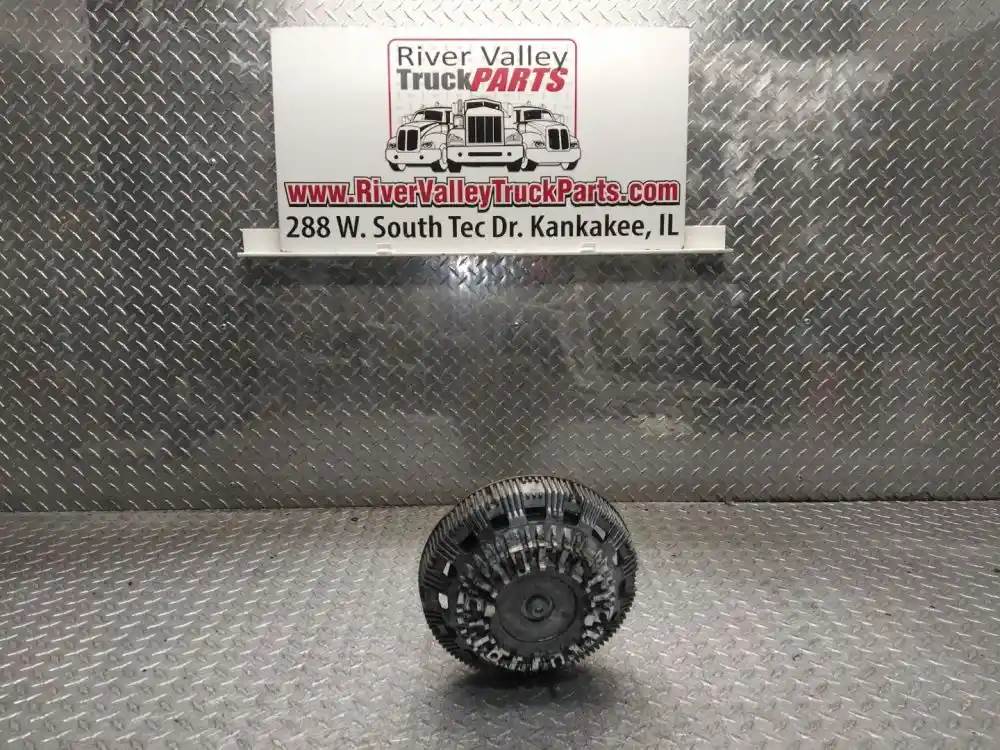 River Valley
TruckPARTS
www.RiverValleyTruckParts.com
288 W. South Tec Dr. Kankakee, IL